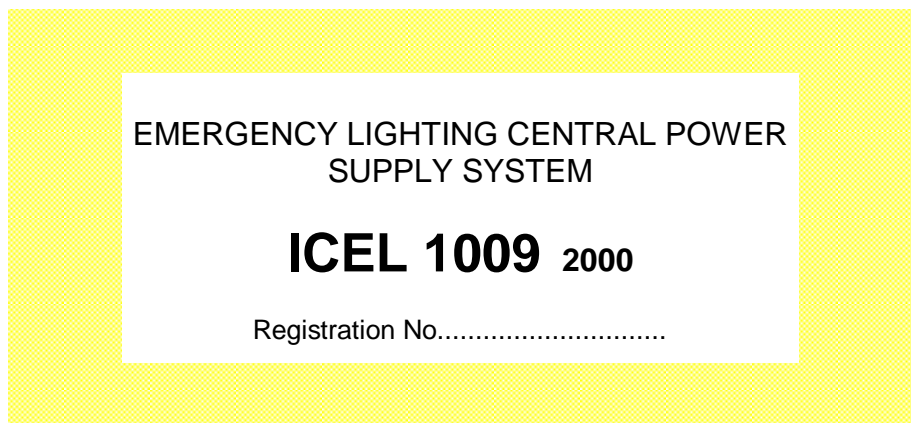 EMERGENCY LIGHTING CENTRAL POWER
SUPPLY SYSTEM
ICEL 1009 2000
Registration No..............................